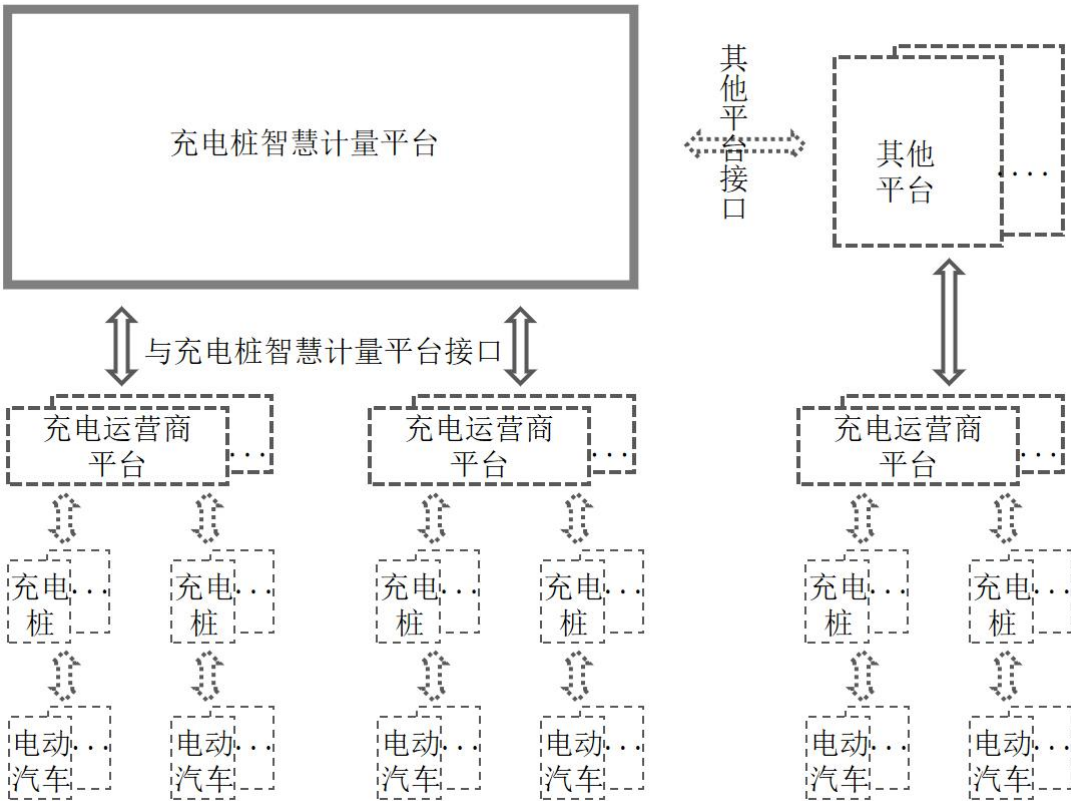 充电桩智慧计量平台
其他平台接口
其他
平台
....
与充电桩智慧计量平台接口
充电运营商
平台
...
充电运营商
平台
...
充电运营商
平台
...
充电
桩
...
充电
桩
...
充电
桩
...
充电
桩
...
充电
桩
...
充电
桩
...
电动
汽车
...
电动
汽车
...
电动
汽车
...
电动
汽车
...
电动
汽车
...
电动
汽车
...